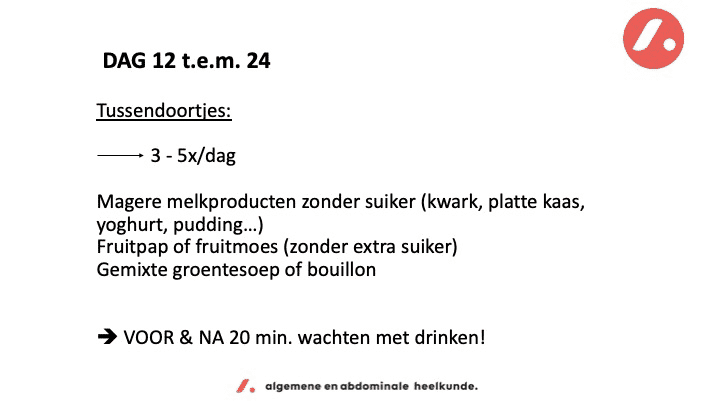 DAG 12 t.e.m. 24
Tussendoortjes:
3 - 5x/dag
Magere melkproducten zonder suiker (kwark, platte kaas,
yoghurt, pudding…)
Fruitpap of fruitmoes (zonder extra suiker)
Gemixte groentesoep of bouillon
➔ VOOR & NA 20 min. wachten met drinken!
algemene en abdominale heelkunde.